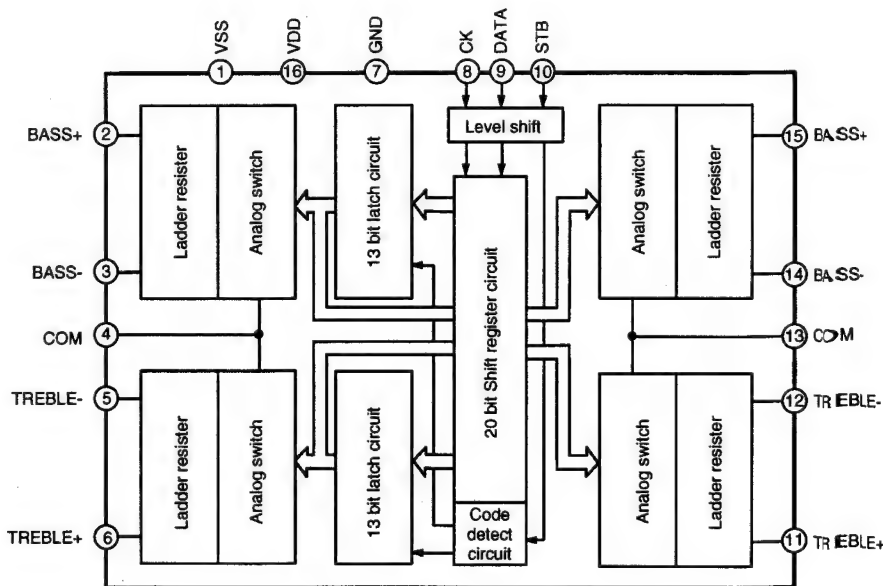 VSS
VDD
GND
CK
DATA
STB
1
16
7
8
9
10
Level shift
BASS+
2
BASS-
3
COM
4
TREBLE-
5
TREBLE+
6
Ladder resister
Analog switch
13 bit latch circuit
20 bit Shift register circuit
Analog switch
Ladder resister
Ladder resister
Analog switch
13 bit latch circuit
Code
detect
circuit
Analog switch
Ladder resister
15
BASS+
14
BASS-
13
COM
12
TREBLE-
11
TREBLE+